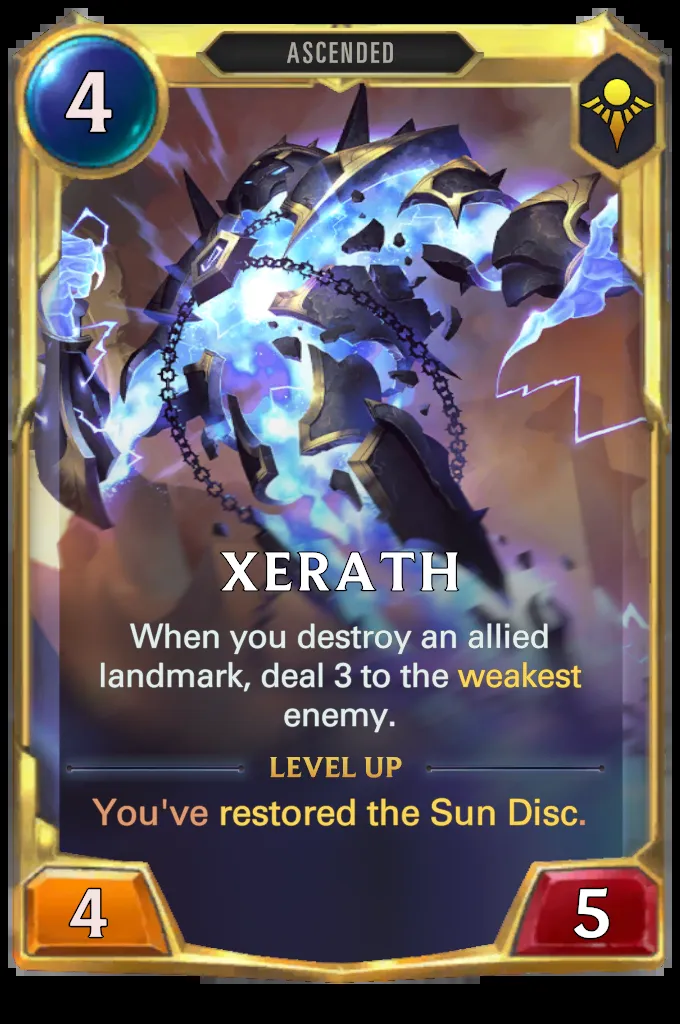 ASCENDED
4
XERATH
When you destroy an allied
landmark, deal 3 to the weakest
enemy.
LEVEL UP
You've restored the Sun Disc.
4
5